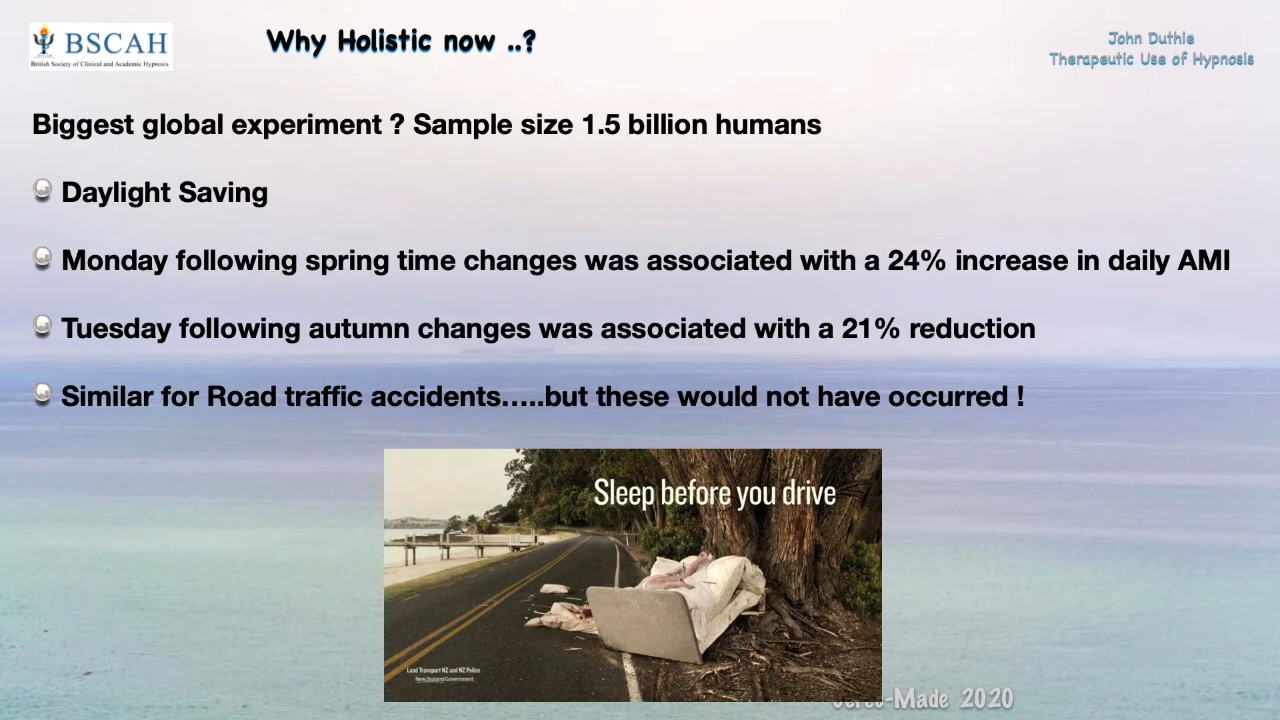 BSCAH
British Society of Clinical and Academic Hypnosis
Why Holistic now ..?
John Duthie
Therapeutic Use of Hypnosis
Biggest global experiment ? Sample size 1.5 billion humans
Daylight Saving
Monday following spring time changes was associated with a 24% increase in daily AMI
Tuesday following autumn changes was associated with a 21% reduction
Similar for Road traffic accidents…..but these would not have occurred !
Sleep before you drive
Land Transport NZ and NZ Police
New Zealand Government
-Made 2020